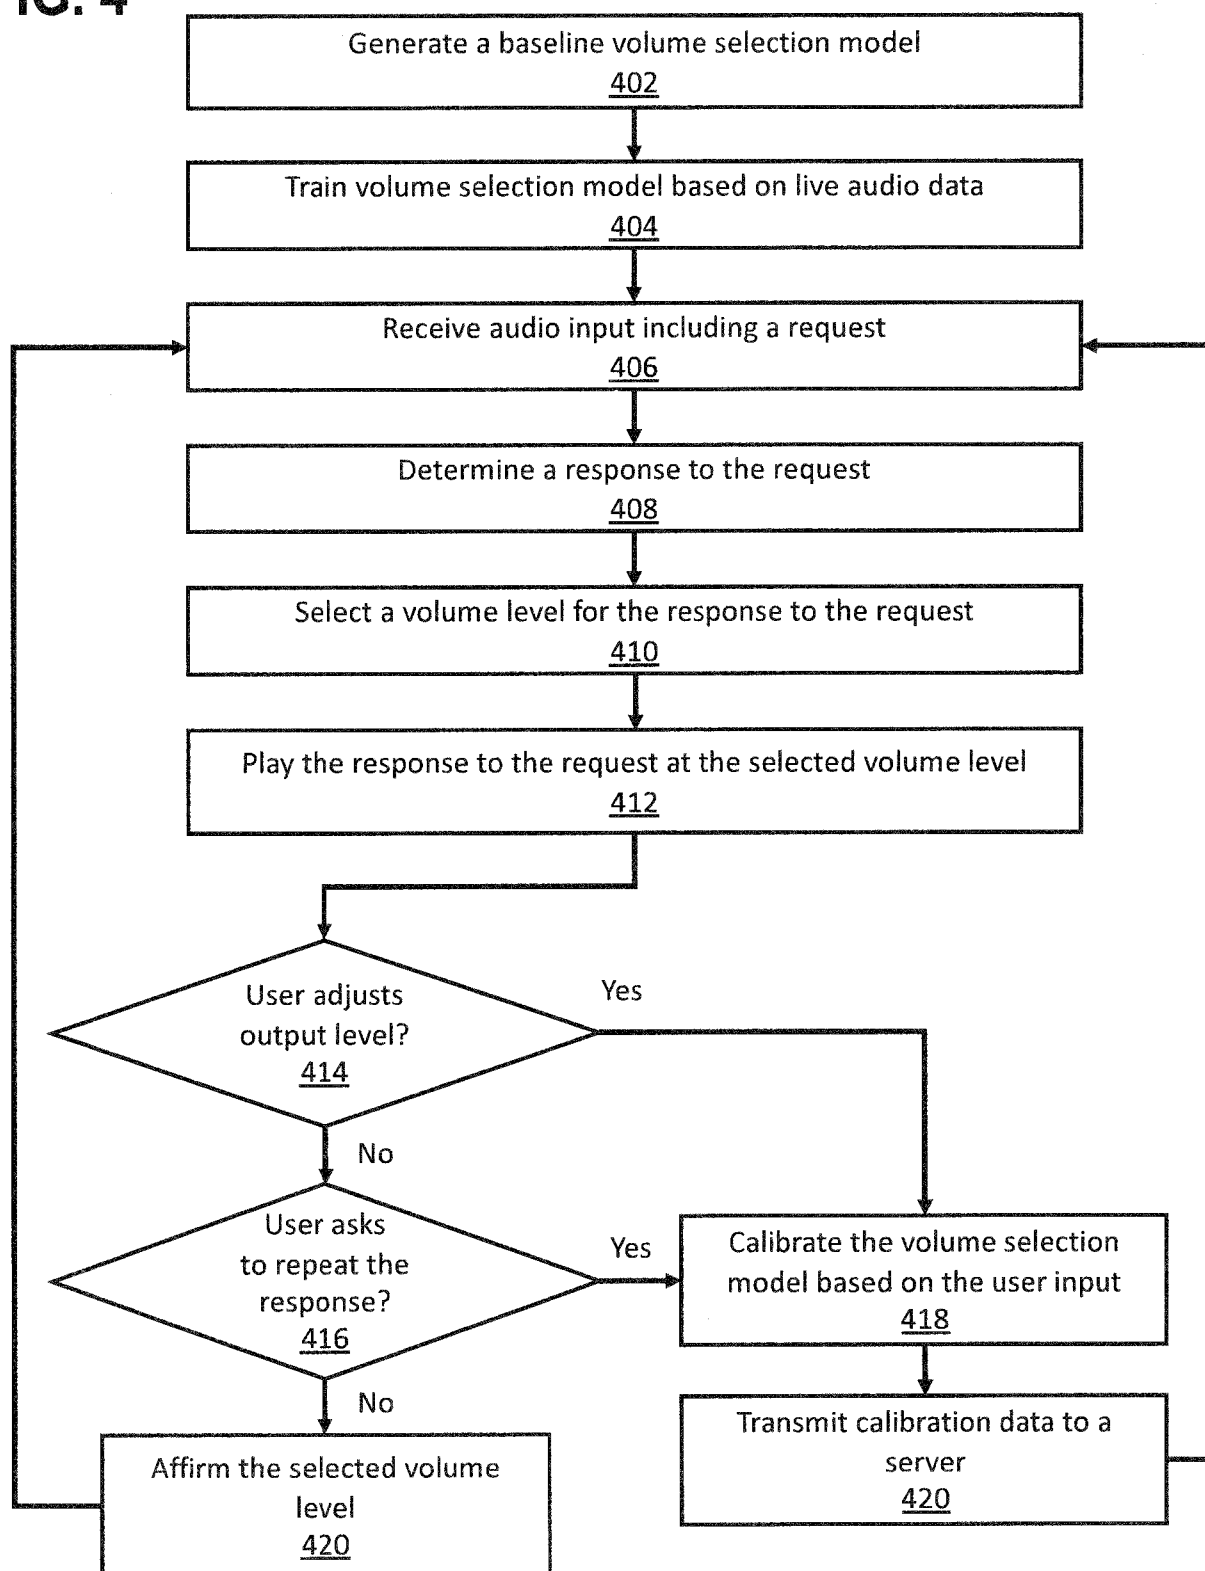 FIG. 4
Generate a baseline volume selection model
402
Train volume selection model based on live audio data
404
Receive audio input including a request
406
Determine a response to the request
408
Select a volume level for the response to the request
410
Play the response to the request at the selected volume level
412
User adjusts
output level?
414
Yes
No
User asks
to repeat the
response?
416
Yes
Calibrate the volume selection
model based on the user input
418
No
Transmit calibration data to a
server
420
Affirm the selected volume
level
420